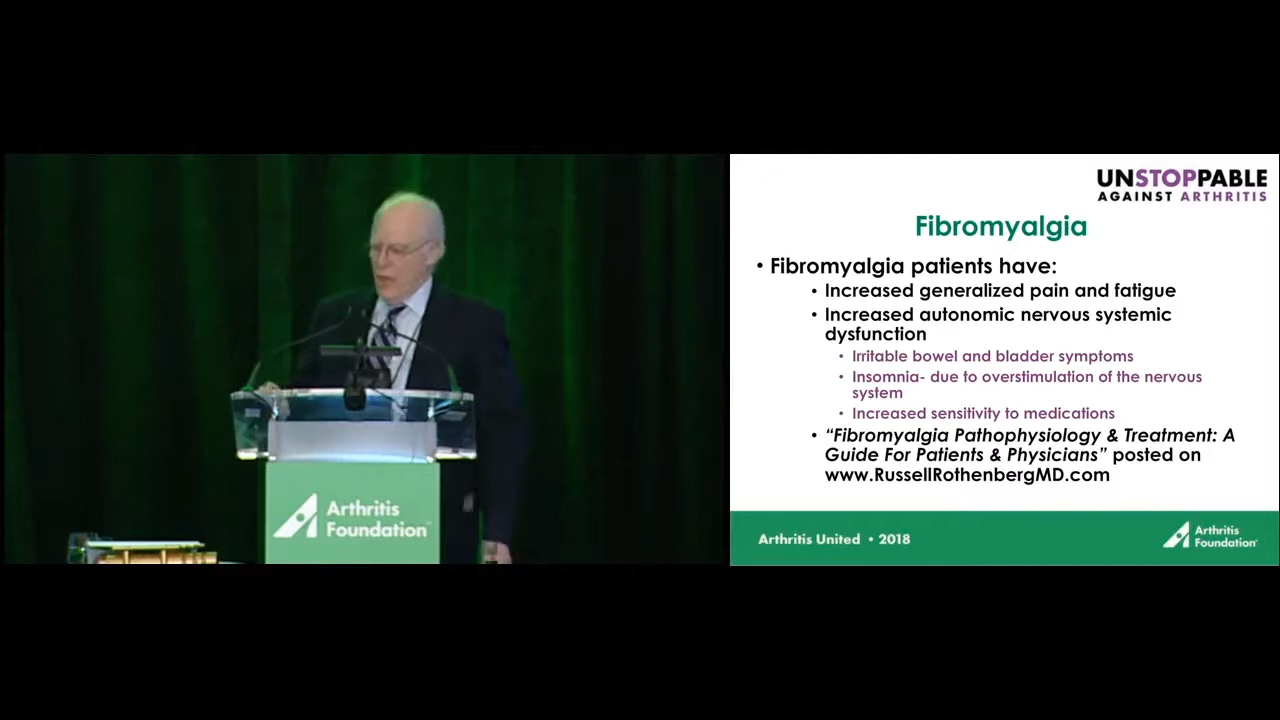 Arthritis
Foundation™
UNSTOPPABLE
AGAINST ARTHRITIS
Fibromyalgia
• Fibromyalgia patients have:
• Increased generalized pain and fatigue
• Increased autonomic nervous systemic
dysfunction
• Irritable bowel and bladder symptoms
• Insomnia- due to overstimulation of the nervous
system
• Increased sensitivity to medications
• “Fibromyalgia Pathophysiology & Treatment: A
Guide For Patients & Physicians” posted on
www.RussellRothenbergMD.com
Arthritis United • 2018
Arthritis
Foundation®